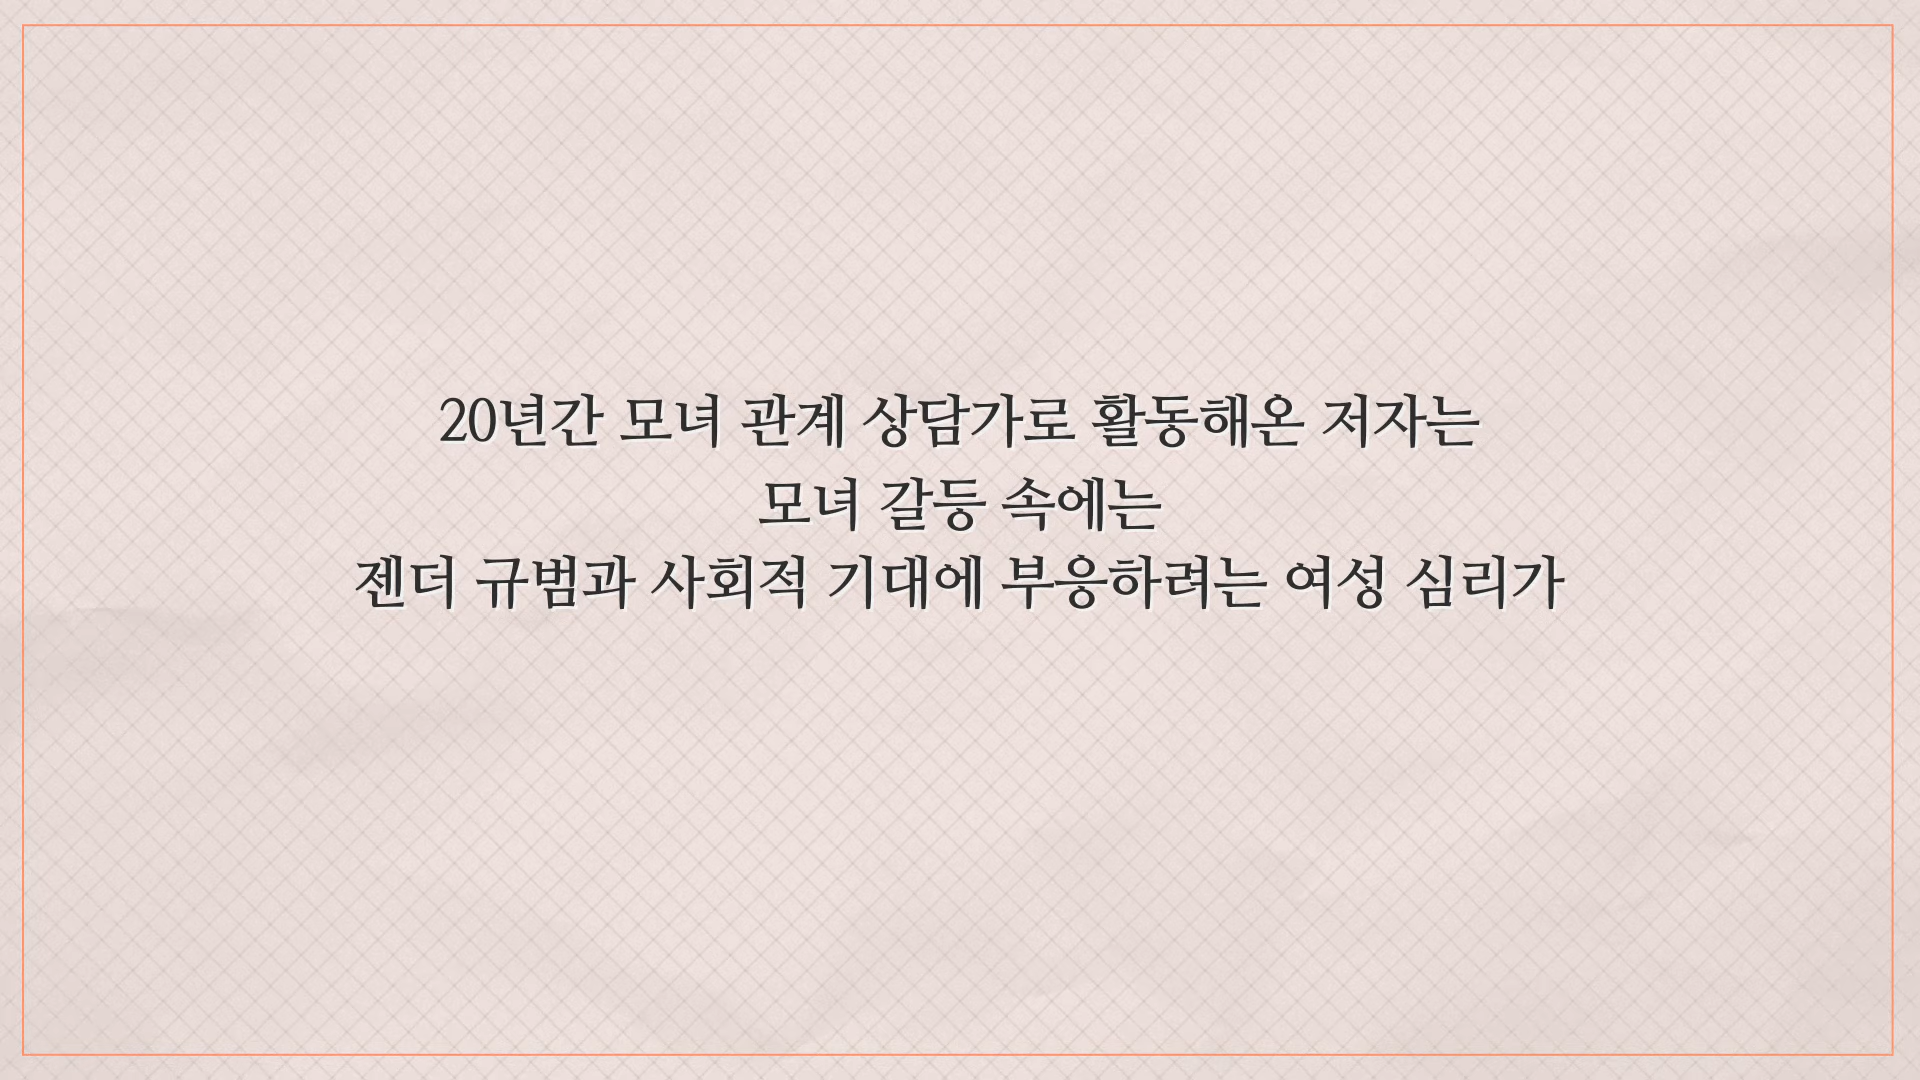 20년간 모녀 관계 상담가로 활동해온 저자는
모녀 갈등 속에는
젠더 규범과 사회적 기대에 부응하려는 여성 심리가